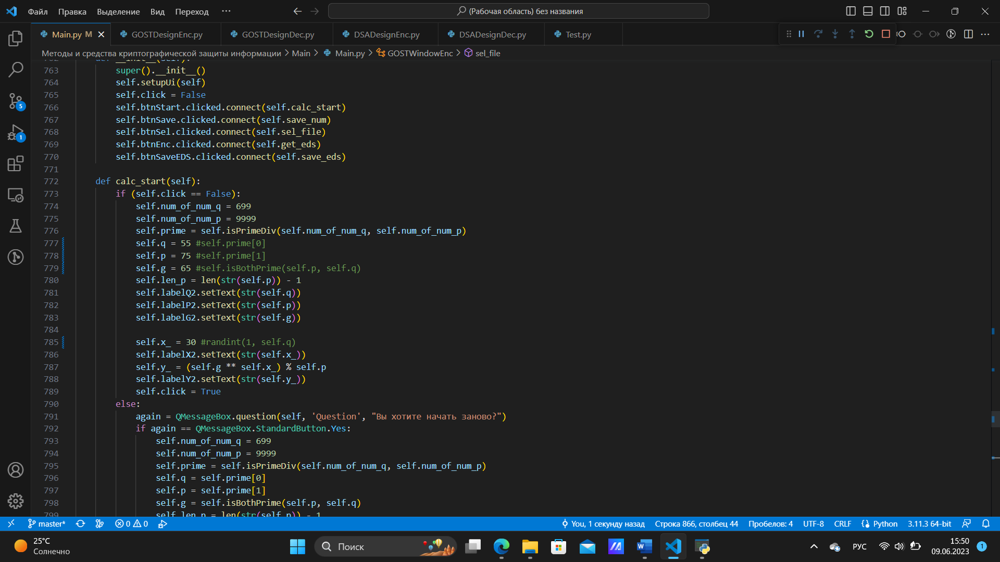 Файл Правка Выделение Вид Переход ··· (Рабочая область) без названия
Main.py M GOSTDesignEnc.py GOSTDesignDec.py DSADesignEnc.py DSADesignDec.py Test.py
Методы и средства криптографической защиты информации > Main > Main.py > GOSTWindowEnc > sel_file
762 def __init__(self):
763 super().__init__()
764 self.setupUi(self)
765 self.click = False
766 self.btnStart.clicked.connect(self.calc_start)
767 self.btnSave.clicked.connect(self.save_num)
768 self.btnSel.clicked.connect(self.sel_file)
769 self.btnEnc.clicked.connect(self.get_eds)
770 self.btnSaveEDS.clicked.connect(self.save_eds)
771
772 def calc_start(self):
773 if (self.click == False):
774 self.num_of_num_q = 699
775 self.num_of_num_p = 9999
776 self.prime = self.isPrimeDiv(self.num_of_num_q, self.num_of_num_p)
777 self.q = 55 #self.prime[0]
778 self.p = 75 #self.prime[1]
779 self.g = 65 #self.isBothPrime(self.p, self.q)
780 self.len_p = len(str(self.p)) - 1
781 self.labelQ2.setText(str(self.q))
782 self.labelP2.setText(str(self.p))
783 self.labelG2.setText(str(self.g))
784
785 self.x_ = 30 #randint(1, self.q)
786 self.labelX2.setText(str(self.x_))
787 self.y_ = (self.g ** self.x_) % self.p
788 self.labelY2.setText(str(self.y_))
789 self.click = True
790 else:
791 again = QMessageBox.question(self, 'Question', "Вы хотите начать заново?")
792 if again == QMessageBox.StandardButton.Yes:
793 self.num_of_num_q = 699
794 self.num_of_num_p = 9999
795 self.prime = self.isPrimeDiv(self.num_of_num_q, self.num_of_num_p)
796 self.q = self.prime[0]
797 self.p = self.prime[1]
798 self.g = self.isBothPrime(self.p, self.q)
799 self.len_p = len(str(self.p)) - 1
5
1
master* 0 0 You, 1 секунду назад Строка 866, столбец 44 Пробелов: 4 UTF-8 CRLF Python 3.11.3 64-bit
25°C
Солнечно
Поиск
РУС
15:50
09.06.2023
1